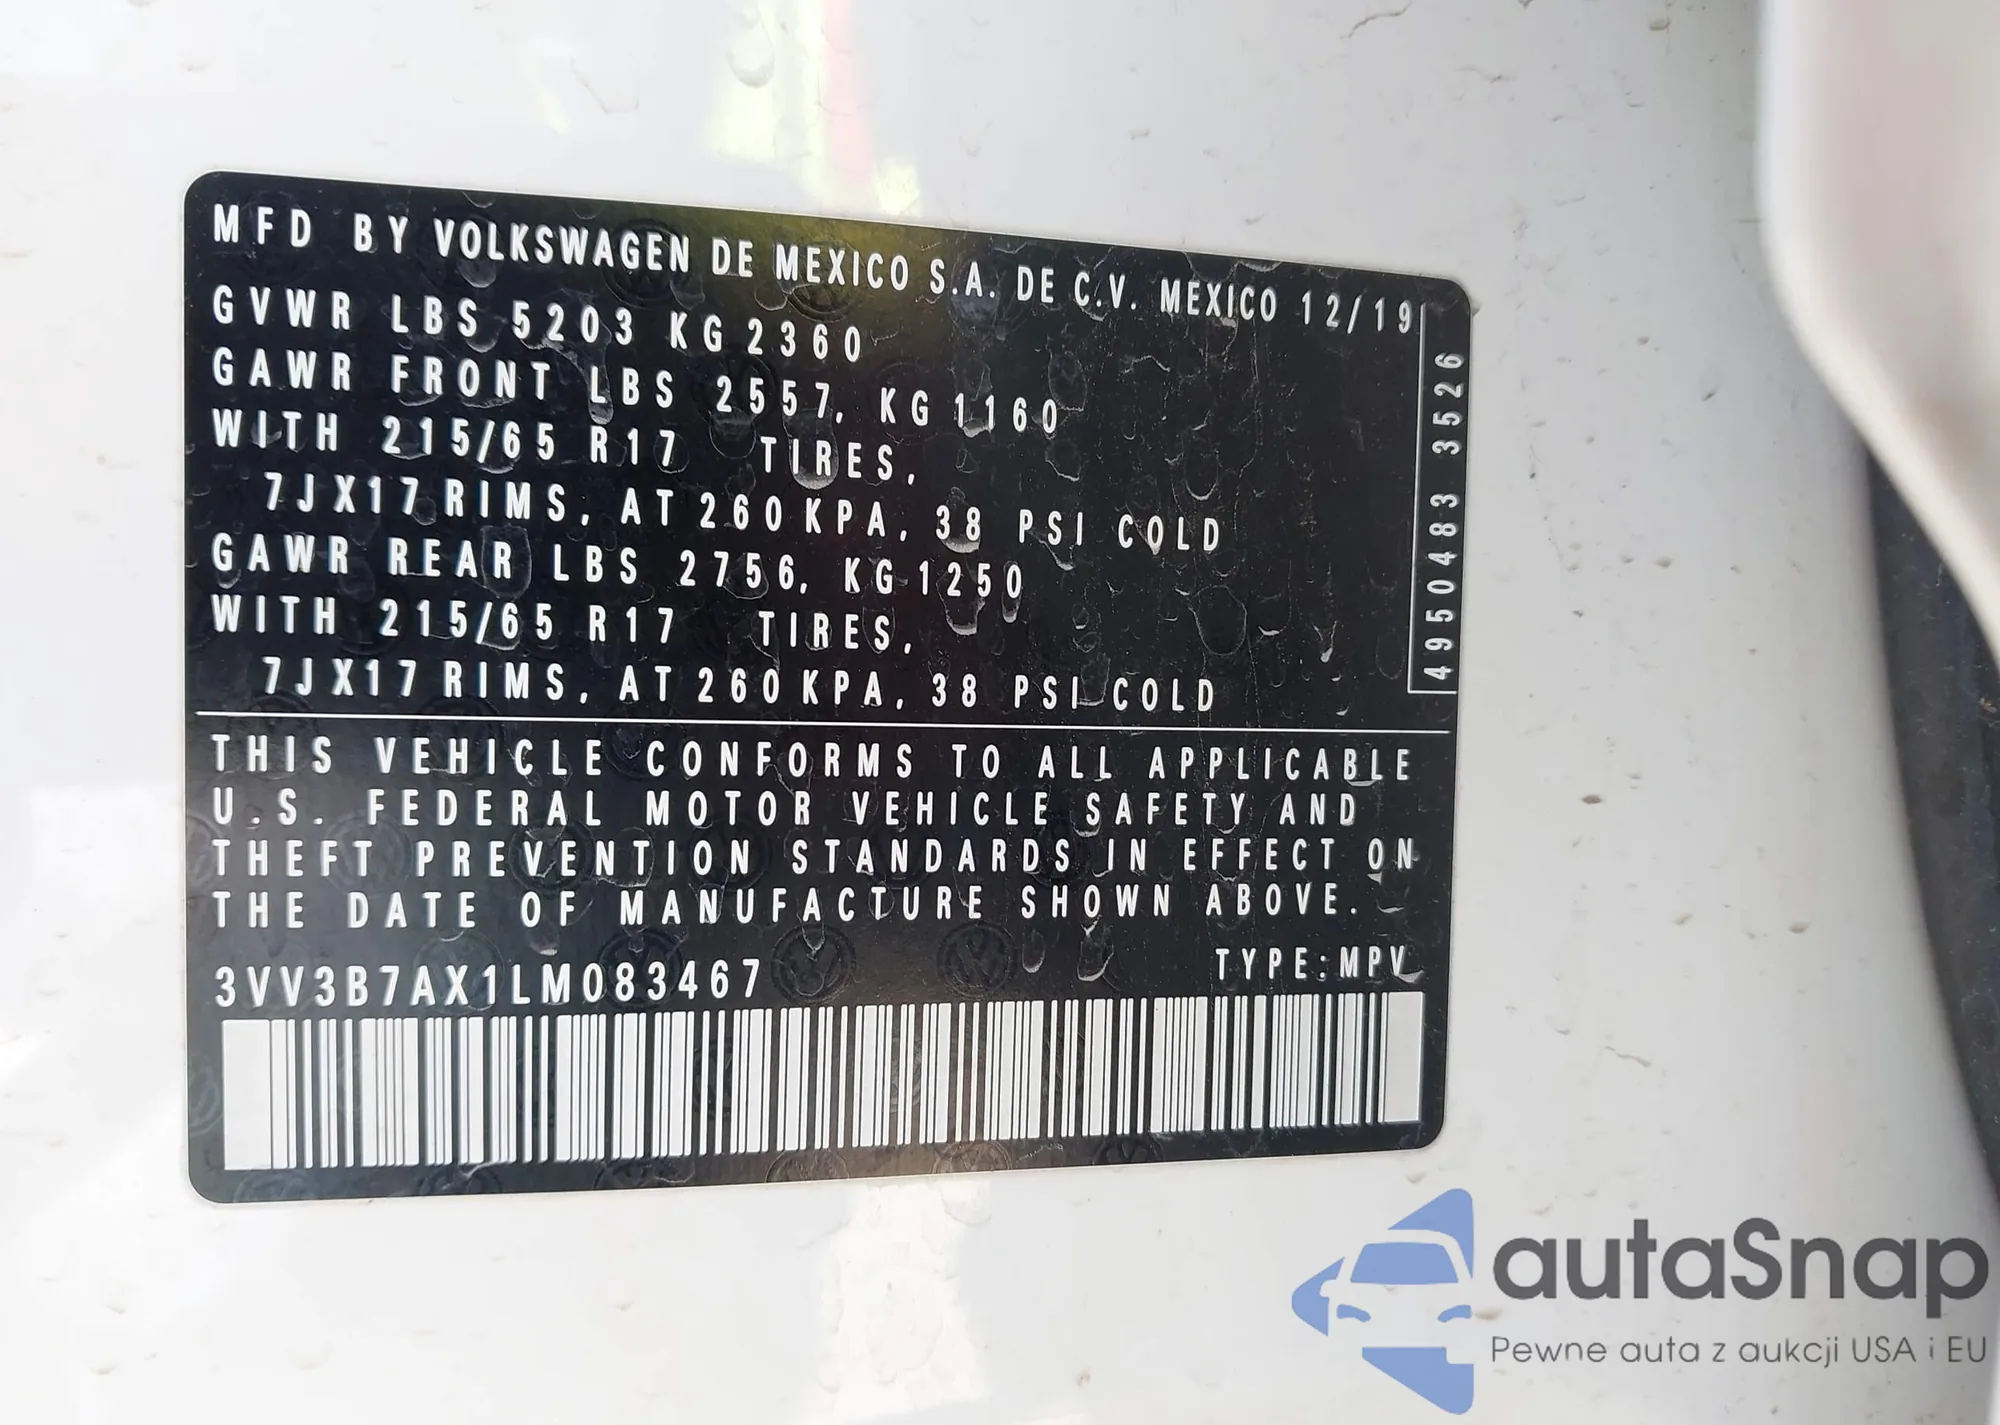 MFD BY VOLKSWAGEN DE MEXICO S.A. DE C.V. MEXICO 12/19
GVWR LBS 5203 KG 2360
GAWR FRONT LBS 2557, KG 1160
WITH 215/65 R17 TIRES,
7JX17 RIMS, AT 260 KPA, 38 PSI COLD
GAWR REAR LBS 2756, KG 1250
WITH 215/65 R17 TIRES,
7JX17 RIMS, AT 260 KPA, 38 PSI COLD
4950483 3526
THIS VEHICLE CONFORMS TO ALL APPLICABLE
U.S. FEDERAL MOTOR VEHICLE SAFETY AND
THEFT PREVENTION STANDARDS IN EFFECT ON
THE DATE OF MANUFACTURE SHOWN ABOVE.
3VV3B7AX1LM083467 TYPE:MPV
autaSnap
Pewne auta z aukcji USA i EU